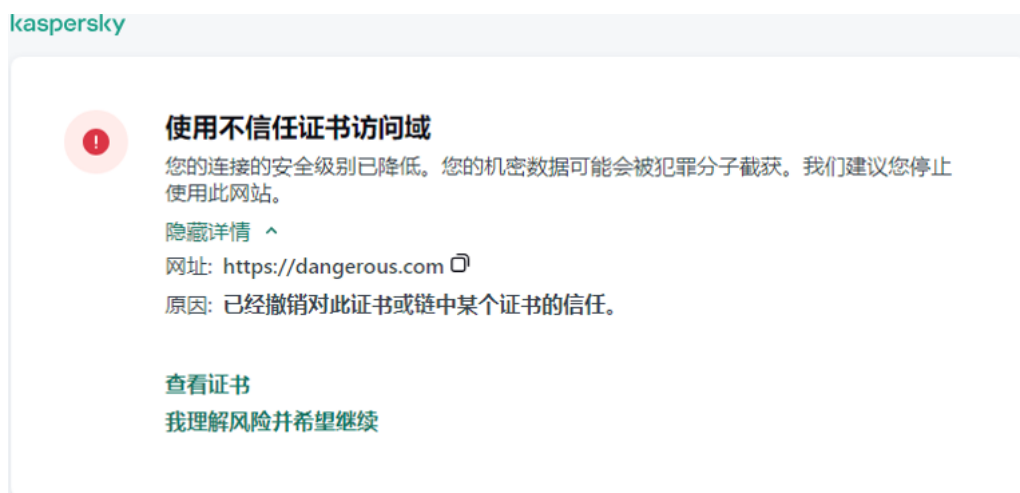 kaspersky
使用不信任证书访问域
您的连接的安全级别已降低。您的机密数据可能会被犯罪分子截获。我们建议您停止
使用此网站。
隐藏详情
网址: https://dangerous.com
原因: 已经撤销对此证书或链中某个证书的信任。
查看证书
我理解风险并希望继续